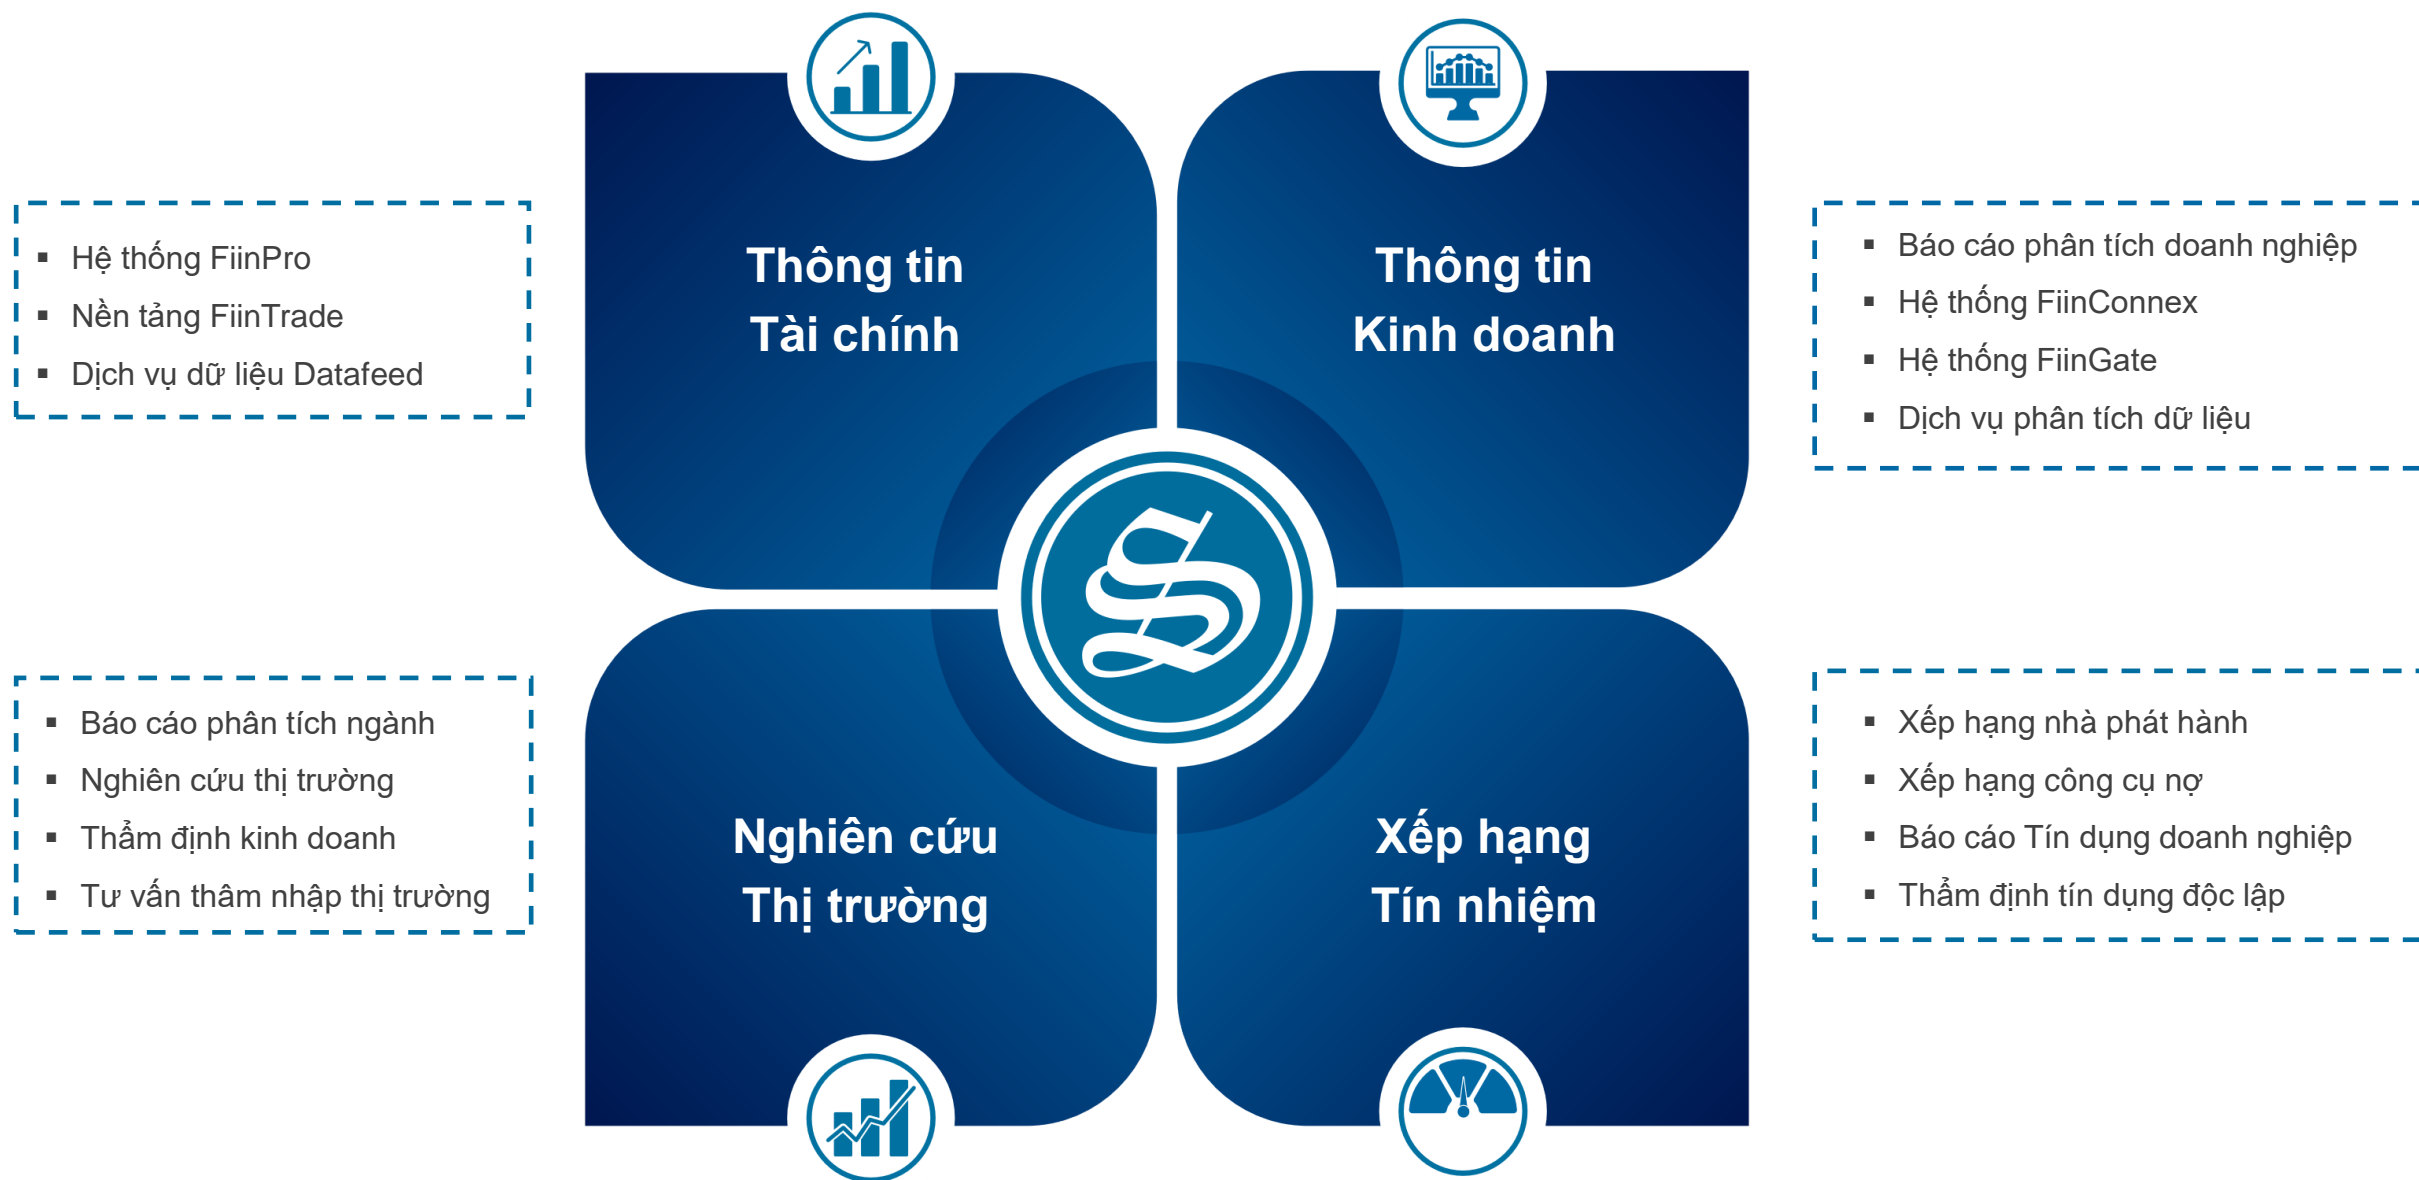 Thông tin
Tài chính
▪ Hệ thống FiinPro
▪ Nền tảng FiinTrade
▪ Dịch vụ dữ liệu Datafeed
Thông tin
Kinh doanh
▪ Báo cáo phân tích doanh nghiệp
▪ Hệ thống FiinConnex
▪ Hệ thống FiinGate
▪ Dịch vụ phân tích dữ liệu
Nghiên cứu
Thị trường
▪ Báo cáo phân tích ngành
▪ Nghiên cứu thị trường
▪ Thẩm định kinh doanh
▪ Tư vấn thâm nhập thị trường
Xếp hạng
Tín nhiệm
▪ Xếp hạng nhà phát hành
▪ Xếp hạng công cụ nợ
▪ Báo cáo Tín dụng doanh nghiệp
▪ Thẩm định tín dụng độc lập